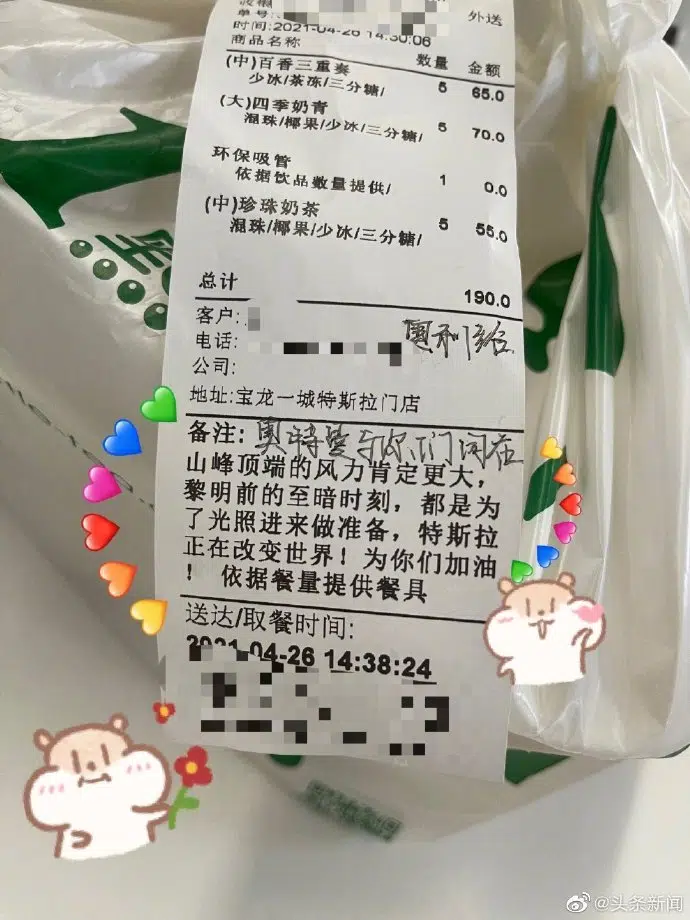 单号:
外送
时间:2021-04-26 14:30:06
商品名称 数量 金额
(中)百香三重奏 5 65.0
少冰/茶冻/三分糖/
(大)四季奶青 5 70.0
混珠/椰果/少冰/三分糖/
环保吸管 1 0.0
依据饮品数量提供/
(中)珍珠奶茶 5 55.0
混珠/椰果/少冰/三分糖/
总计 190.0
客户:
电话: 奥利给
公司:
地址:宝龙一城特斯拉门店
备注: 奥特曼与你们同在
山峰顶端的风力肯定更大，
黎明前的至暗时刻，都是为
了光照进来做准备，特斯拉
正在改变世界！为你们加油
！ 依据餐量提供餐具
送达/取餐时间:
2021-04-26 14:38:24
@头条新闻